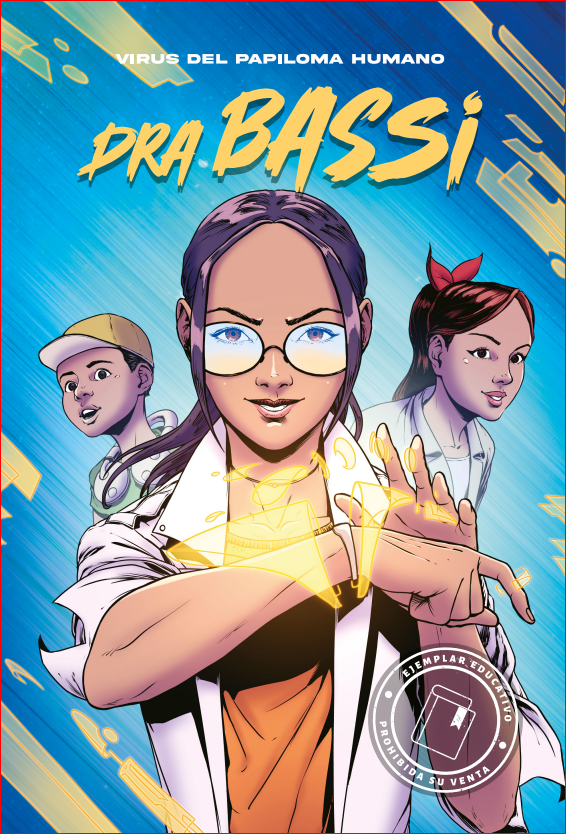 VIRUS DEL PAPILOMA HUMANO
DRA BASSi
EJEMPLAR EDUCATIVO
PROHIBIDA SU VENTA